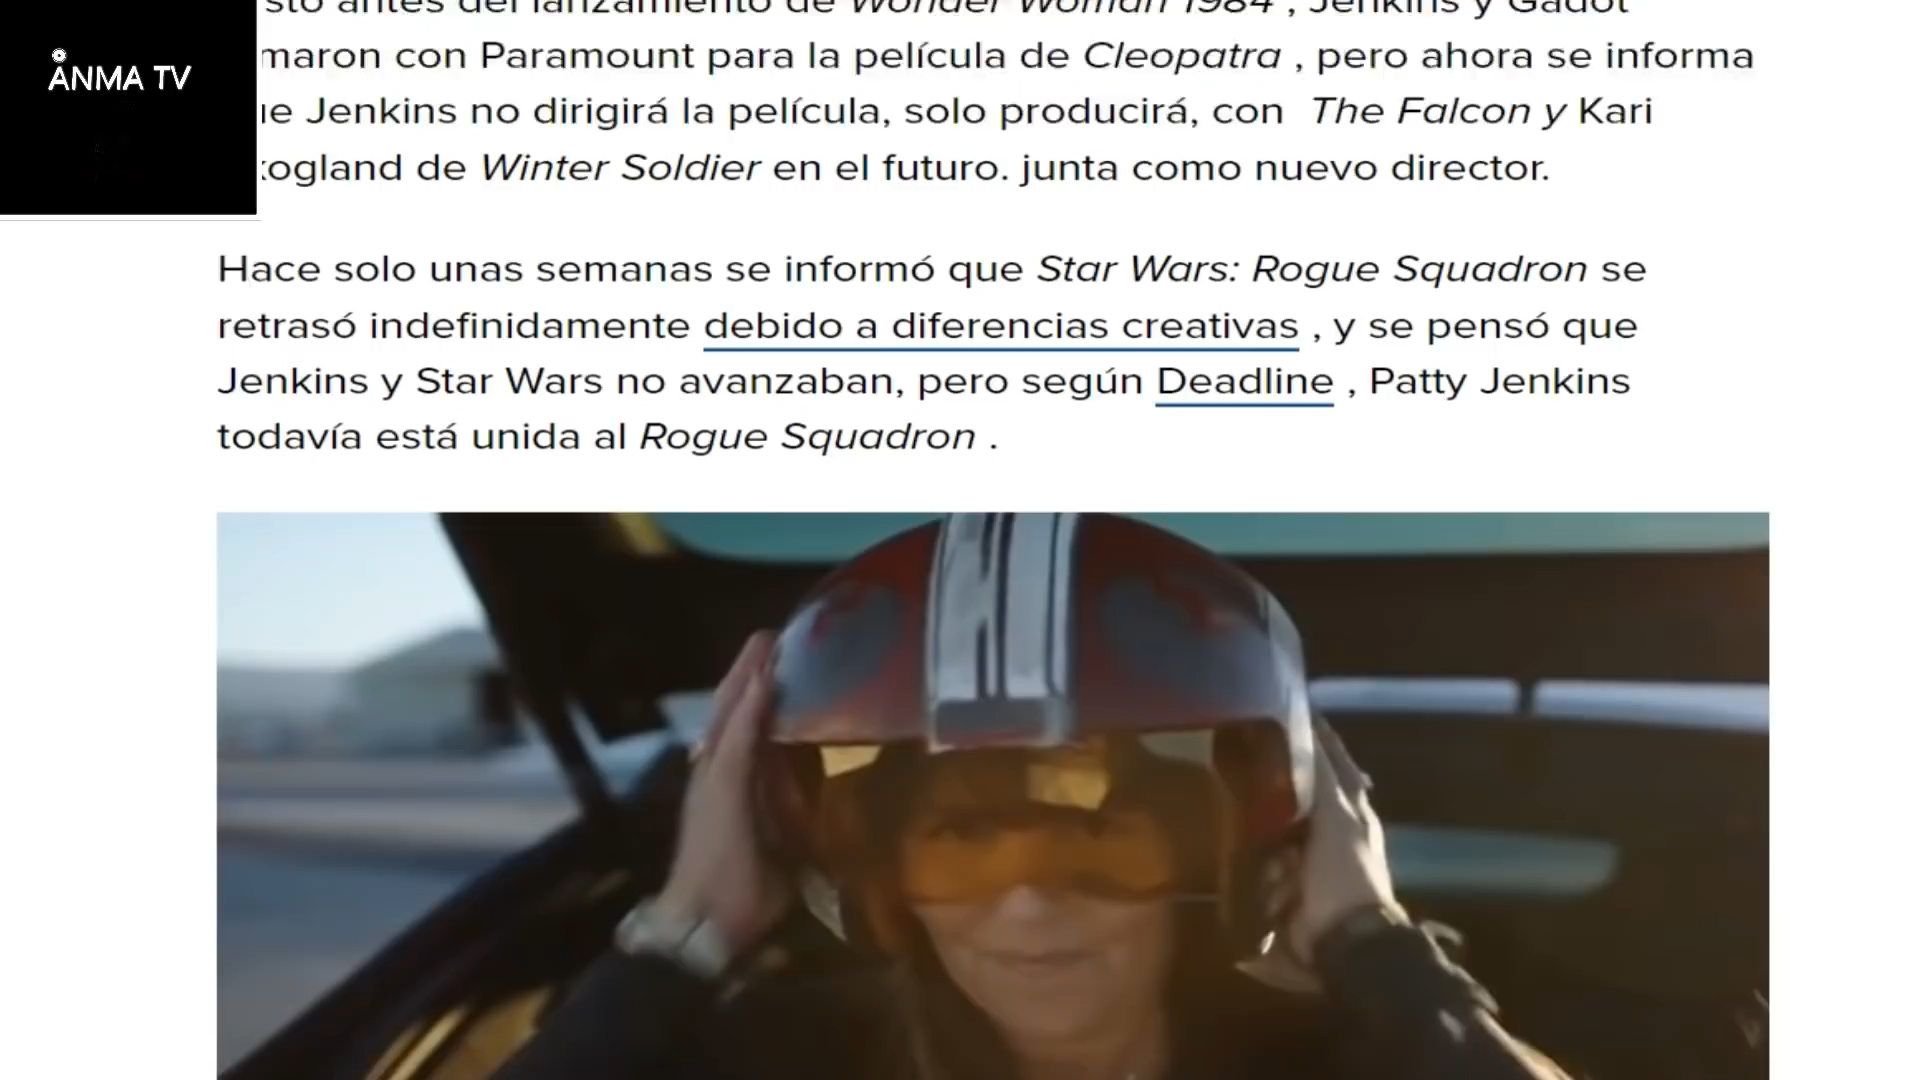 ÅNMA TV
sto antes del lanzamiento de Wonder Woman 1984 , Jenkins y Gadot
maron con Paramount para la película de Cleopatra , pero ahora se informa
ue Jenkins no dirigirá la película, solo producirá, con The Falcon y Kari
kogland de Winter Soldier en el futuro. junta como nuevo director.
Hace solo unas semanas se informó que Star Wars: Rogue Squadron se
retrasó indefinidamente debido a diferencias creativas , y se pensó que
Jenkins y Star Wars no avanzaban, pero según Deadline , Patty Jenkins
todavía está unida al Rogue Squadron .